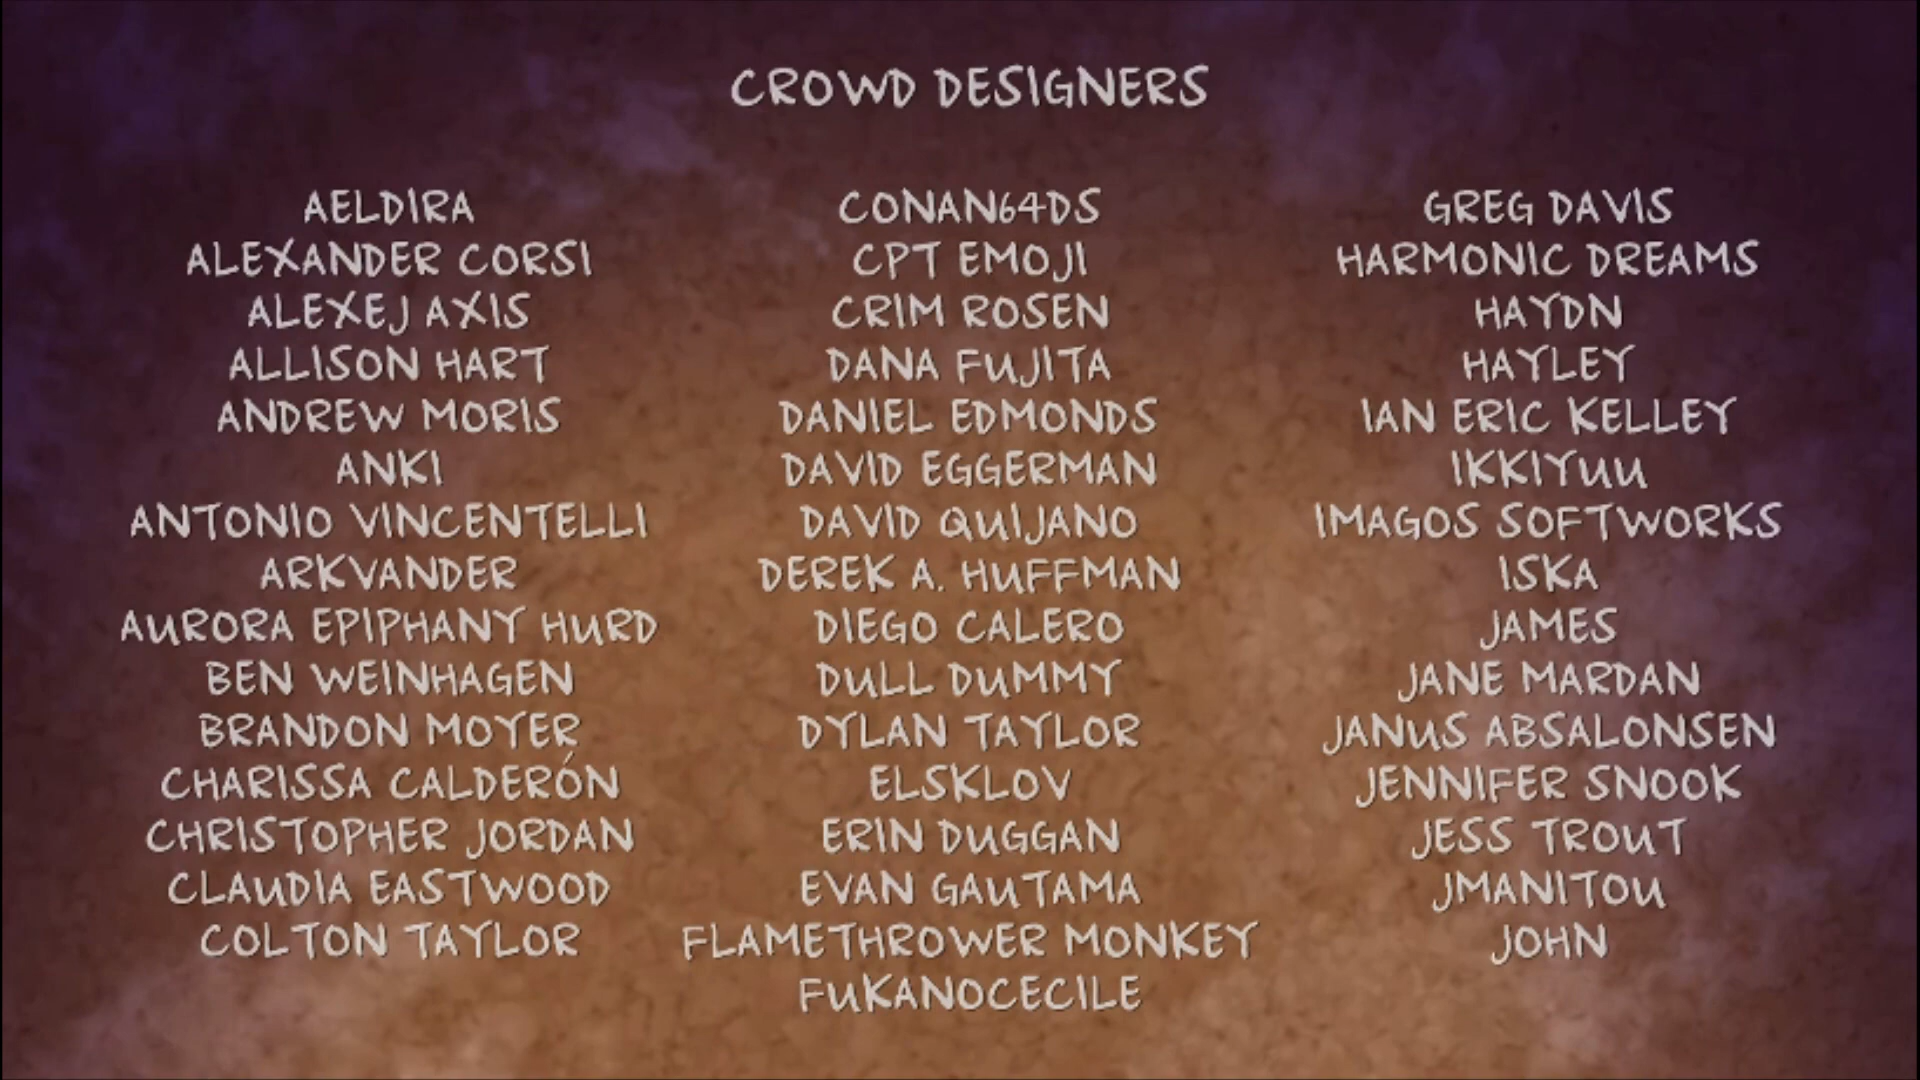 CROWD DESIGNERS
AELDIRA
ALEXANDER CORSI
ALEXEJ AXIS
ALLISON HART
ANDREW MORIS
ANKI
ANTONIO VINCENTELLI
ARKVANDER
AURORA EPIPHANY HURD
BEN WEINHAGEN
BRANDON MOYER
CHARISSA CALDERÓN
CHRISTOPHER JORDAN
CLAUDIA EASTWOOD
COLTON TAYLOR
CONAN64DS
CPT EMOJI
CRIM ROSEN
DANA FUJITA
DANIEL EDMONDS
DAVID EGGERMAN
DAVID QUIJANO
DEREK A. HUFFMAN
DIEGO CALERO
DULL DUMMY
DYLAN TAYLOR
ELSKLOV
ERIN DUGGAN
EVAN GAUTAMA
FLAMETHROWER MONKEY
FUKANOCECILE
GREG DAVIS
HARMONIC DREAMS
HAYDN
HAYLEY
IAN ERIC KELLEY
IKKIYUU
IMAGOS SOFTWORKS
ISKA
JAMES
JANE MARDAN
JANUS ABSALONSEN
JENNIFER SNOOK
JESS TROUT
JMANITOU
JOHN